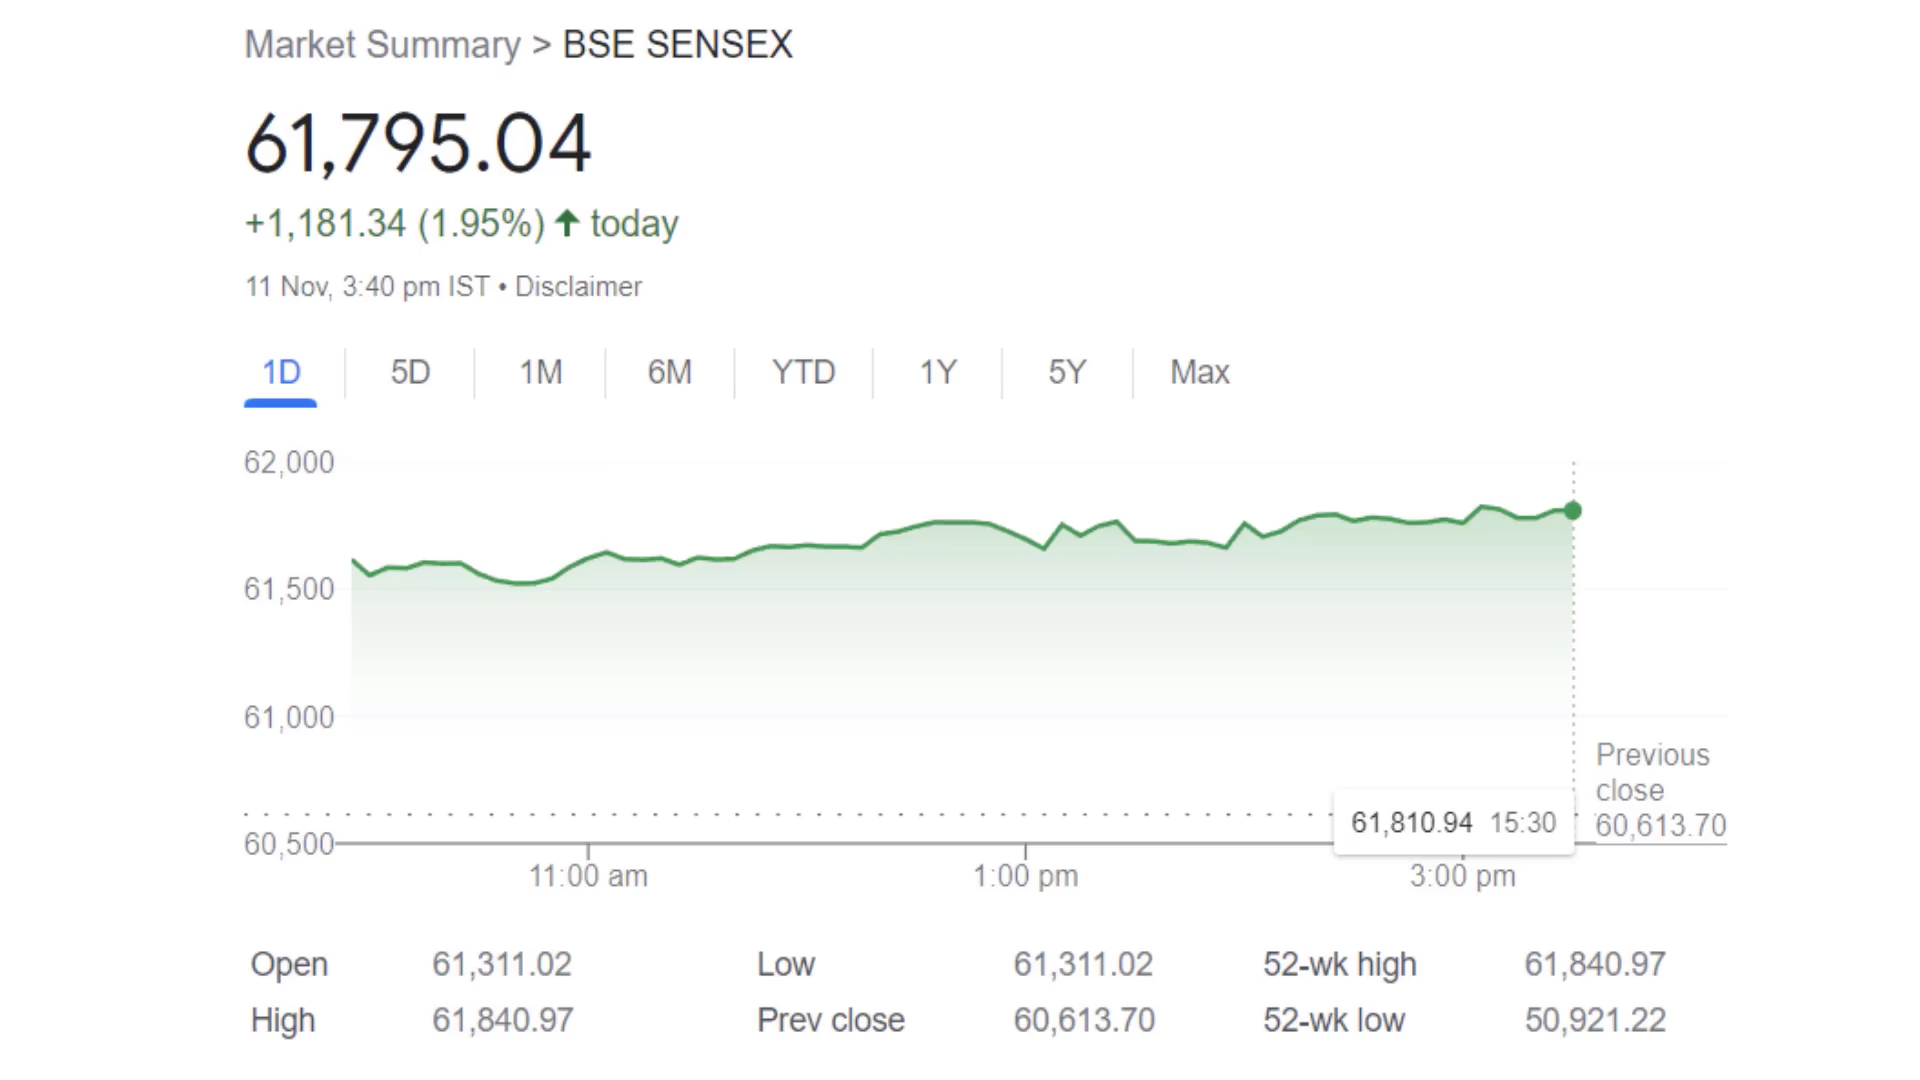 Market Summary > BSE SENSEX
61,795.04
+1,181.34 (1.95%) ↑ today
11 Nov, 3:40 pm IST • Disclaimer
1D 5D 1M 6M YTD 1Y 5Y Max
62,000
61,500
61,000
Previous
close
60,613.70
61,810.94 15:30
60,500
11:00 am 1:00 pm 3:00 pm
Open 61,311.02 Low 61,311.02 52-wk high 61,840.97
High 61,840.97 Prev close 60,613.70 52-wk low 50,921.22